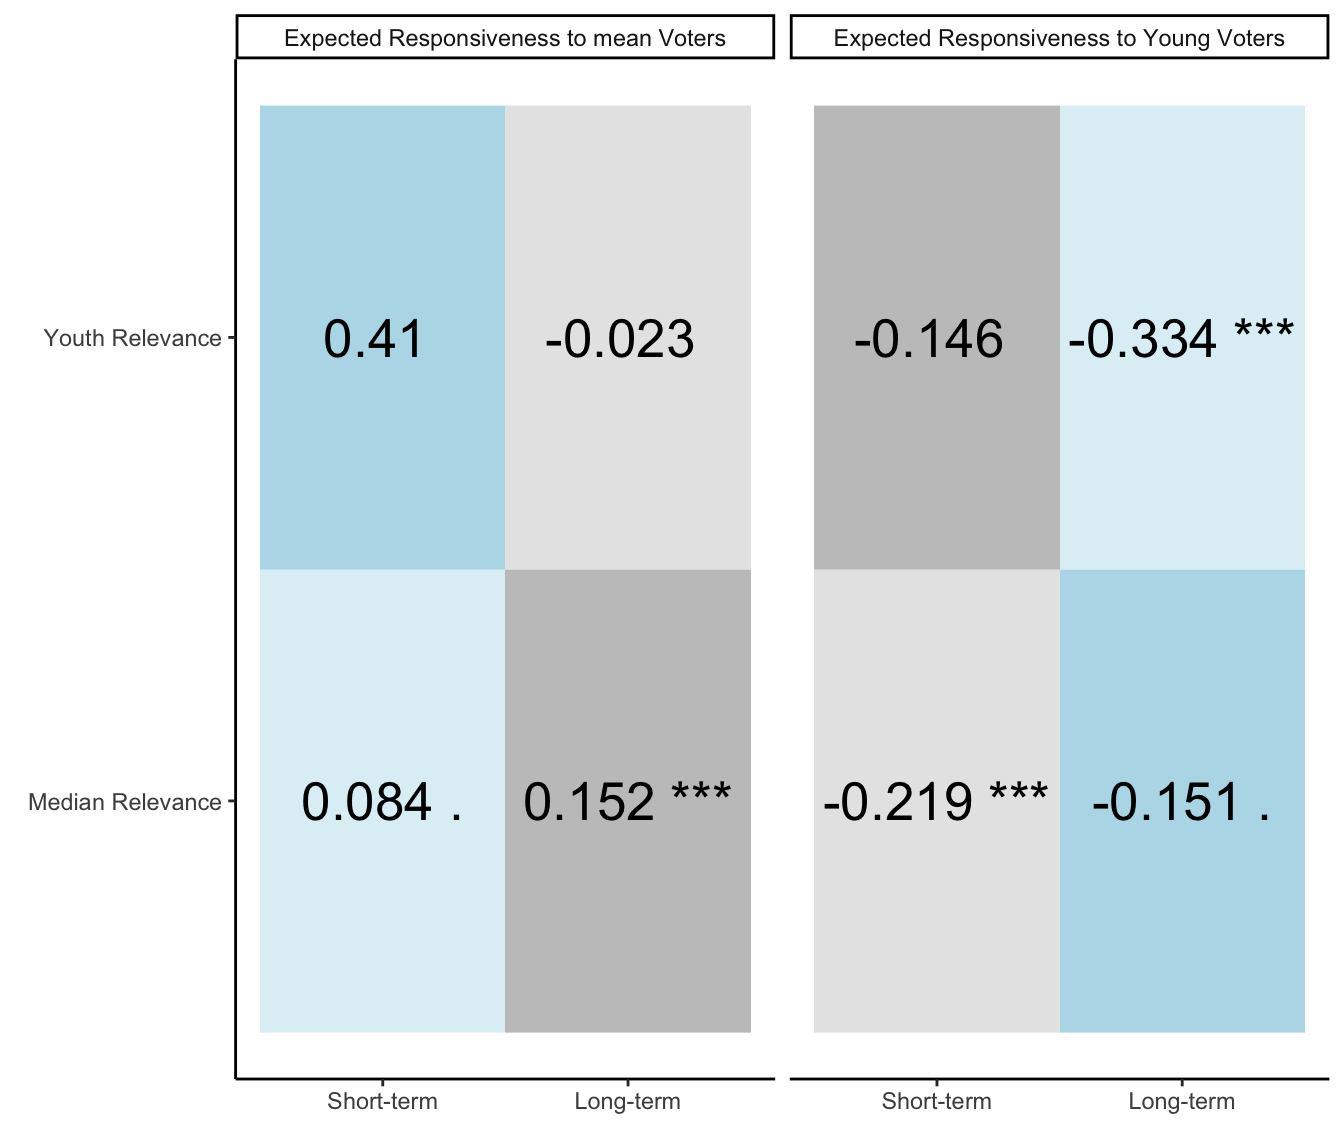 Expected Responsiveness to mean Voters
Expected Responsiveness to Young Voters
Youth Relevance
0.41
-0.023
-0.146
-0.334 ***
Median Relevance
0.084 .
0.152 ***
-0.219 ***
-0.151 .
Short-term
Long-term
Short-term
Long-term